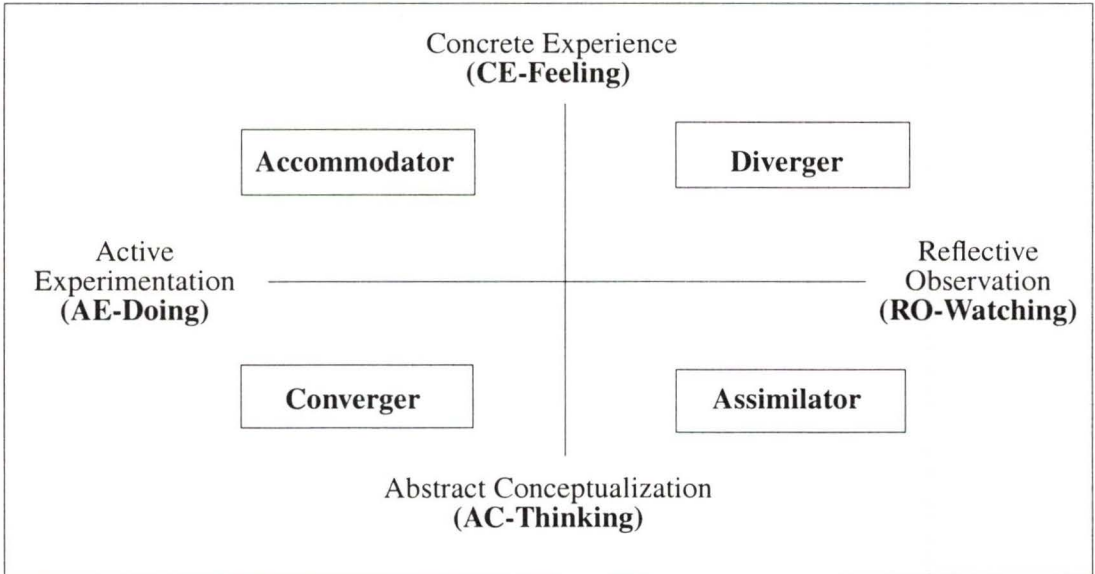 Concrete Experience
(CE-Feeling)
Accommodator
Diverger
Active
Experimentation
(AE-Doing)
Reflective
Observation
(RO-Watching)
Converger
Assimilator
Abstract Conceptualization
(AC-Thinking)